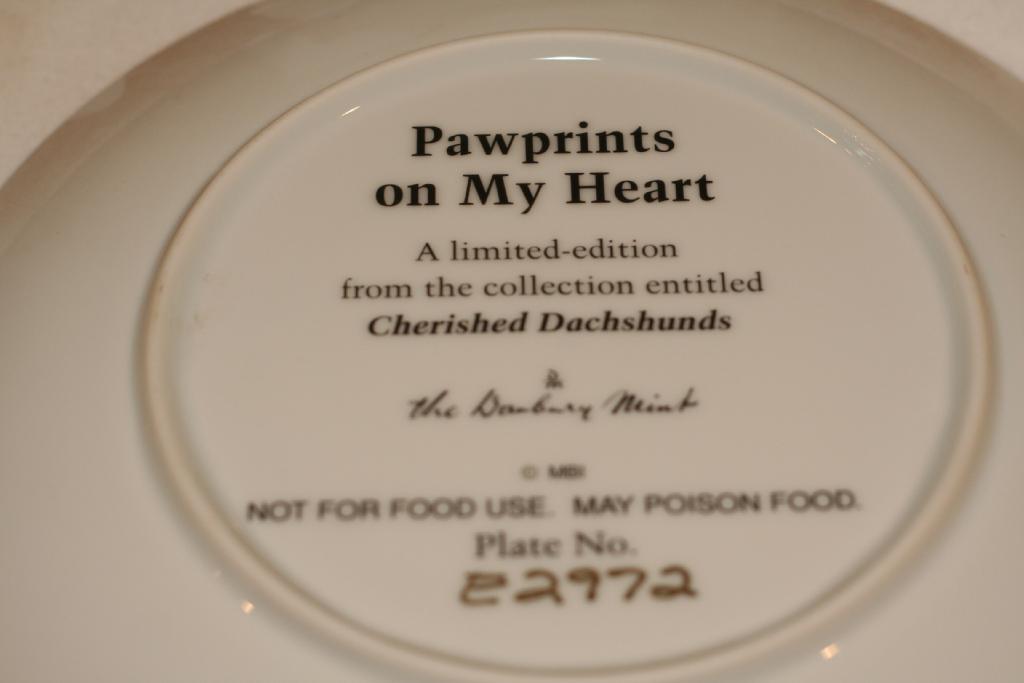 Pawprints
on My Heart
A limited-edition
from the collection entitled
Cherished Dachshunds
the Danbury Mint
© MBI
NOT FOR FOOD USE. MAY POISON FOOD.
Plate No.
E2972